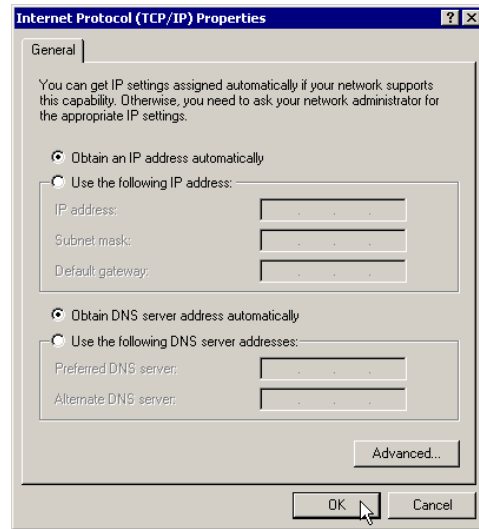 Internet Protocol (TCP/IP) Properties
General
You can get IP settings assigned automatically if your network supports
this capability. Otherwise, you need to ask your network administrator for
the appropriate IP settings.
Obtain an IP address automatically
Use the following IP address:
IP address:
Subnet mask:
Default gateway:
Obtain DNS server address automatically
Use the following DNS server addresses:
Preferred DNS server:
Alternate DNS server:
Advanced...
OK
Cancel